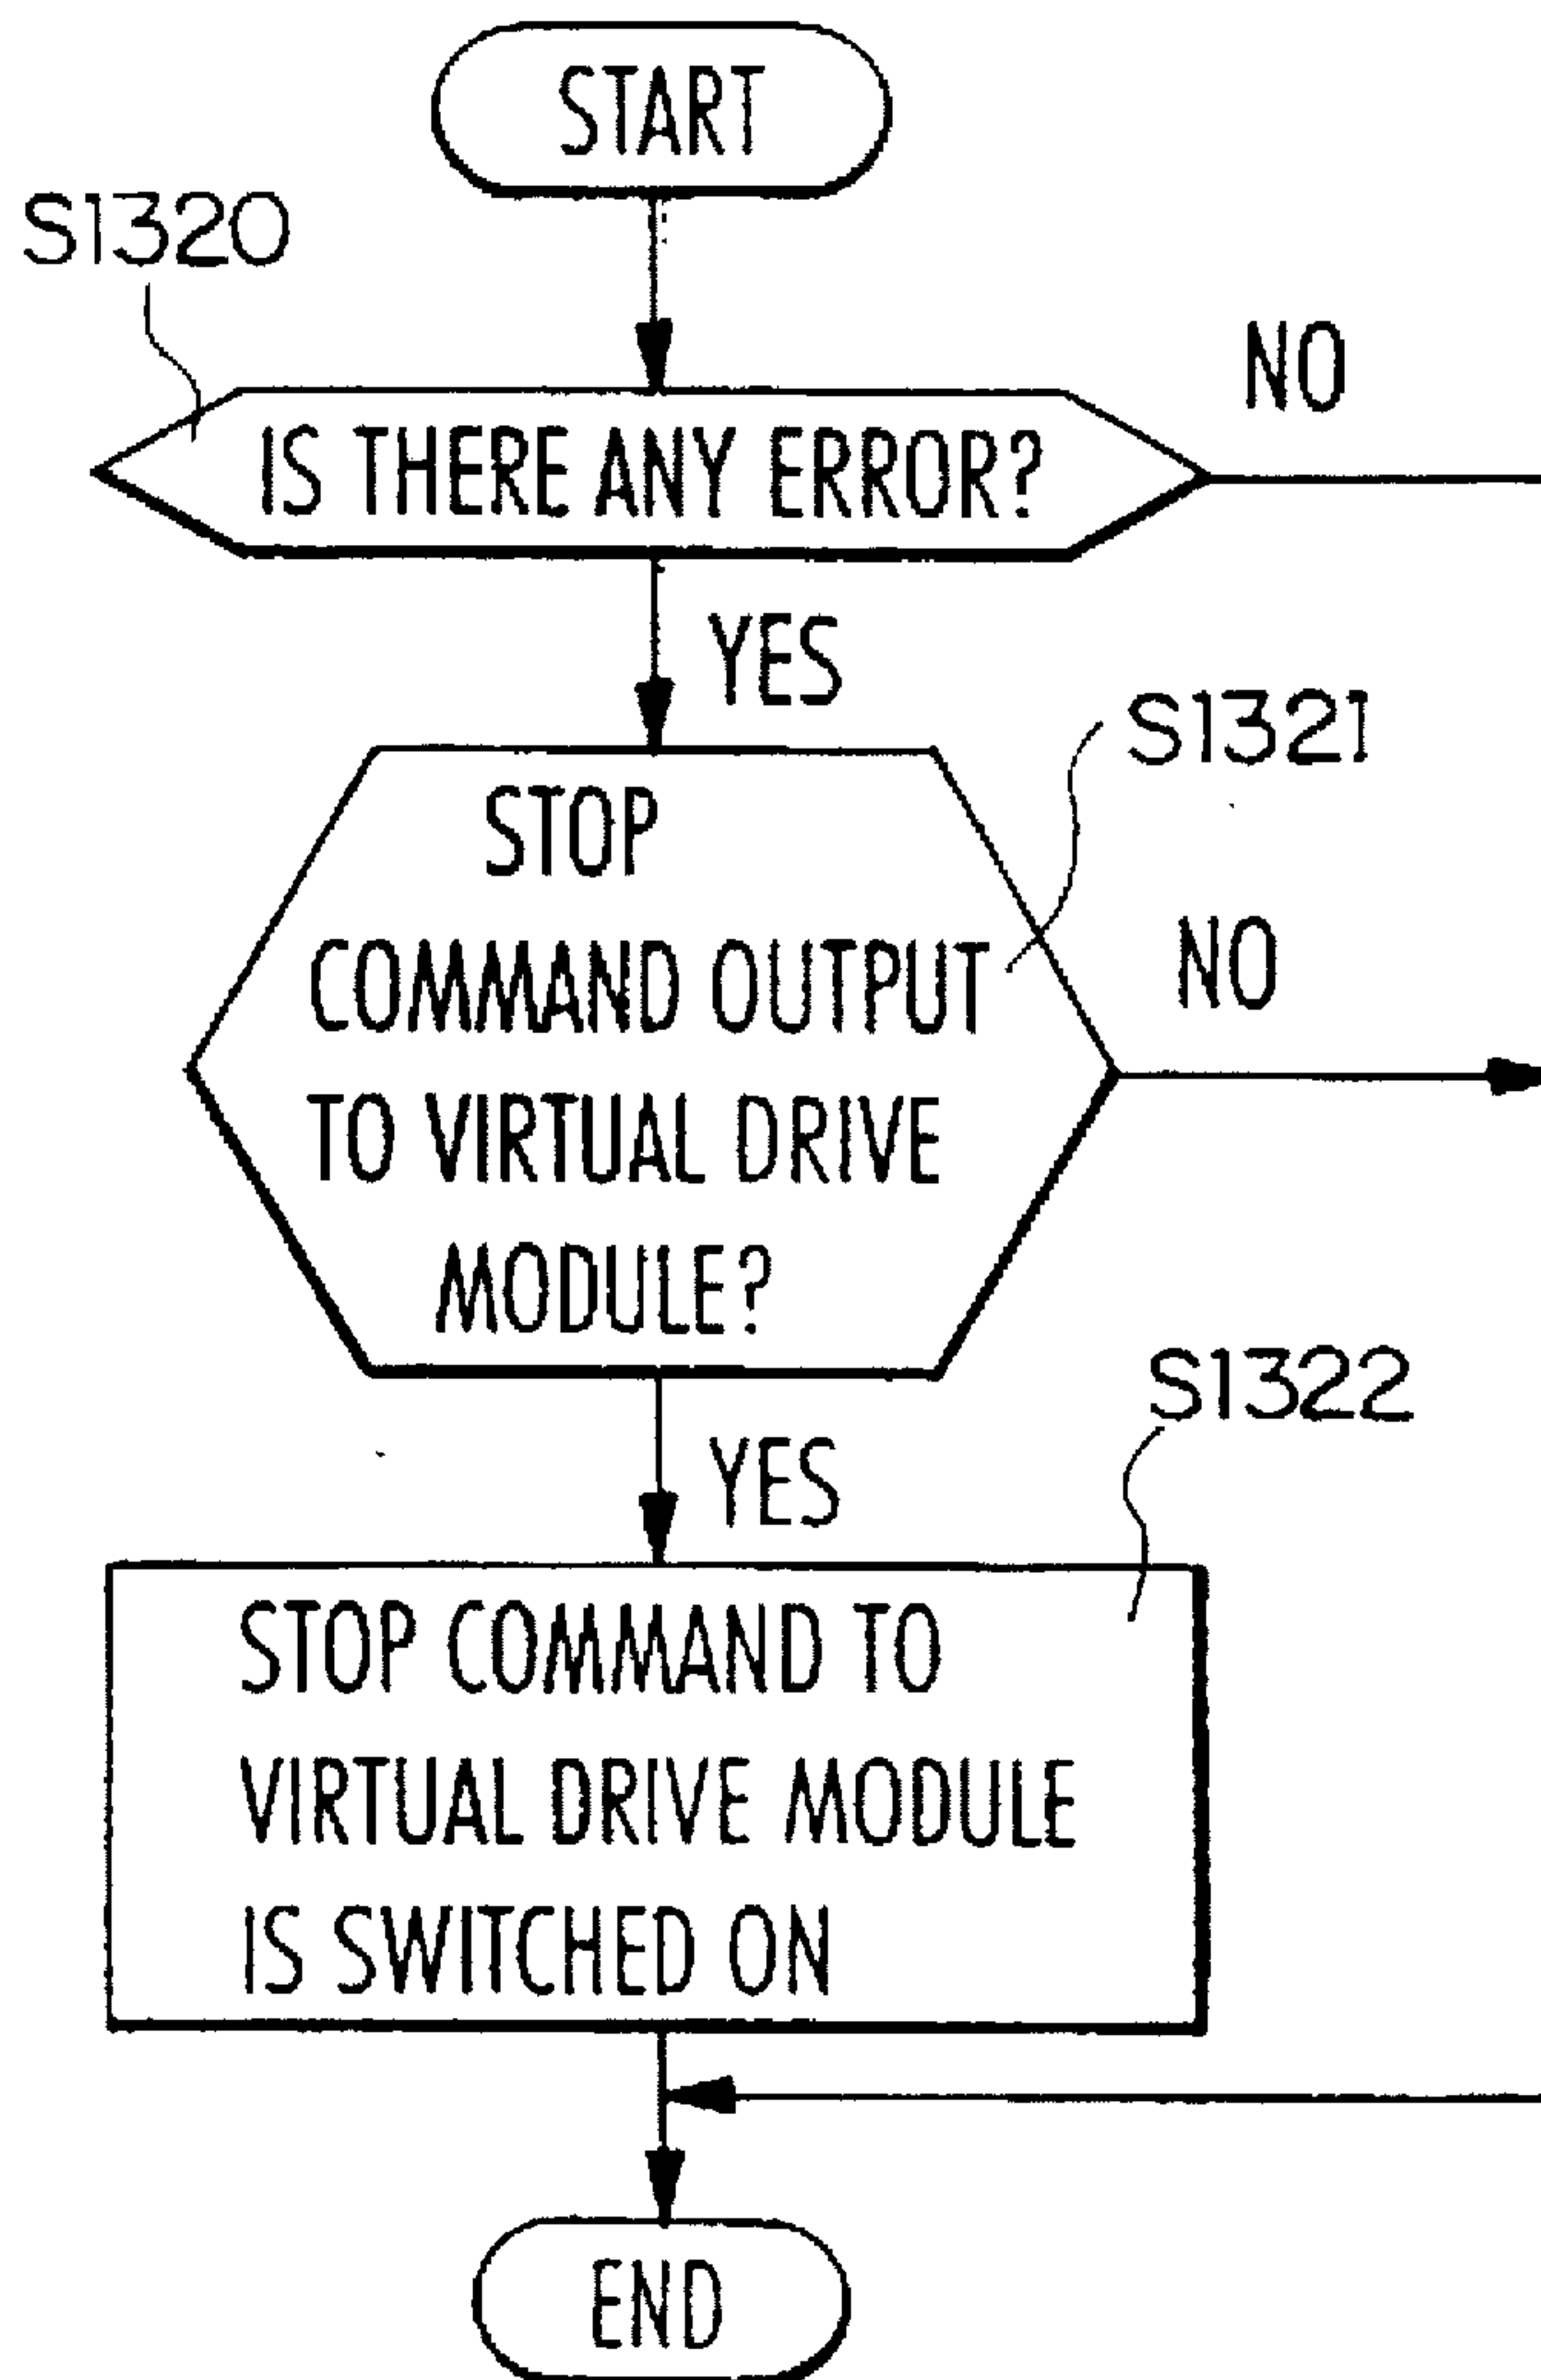 START
S1320
NO
IS THERE ANY ERROR?
YES
S1321
STOP
COMMAND OUTPUT
NO
TO VIRTUAL DRIVE
MODULE?
S1322
YES
STOP COMMAND TO
VIRTUAL DRIVE MODULE
IS SWITCHED ON
END